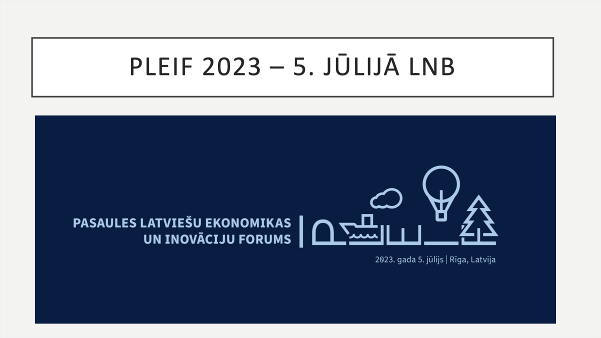 PLEIF 2023 – 5. JŪLIJĀ LNB
PASAULES LATVIEŠU EKONOMIKAS
UN INOVĀCIJU FORUMS
2023. gada 5. jūlijs | Rīga, Latvija